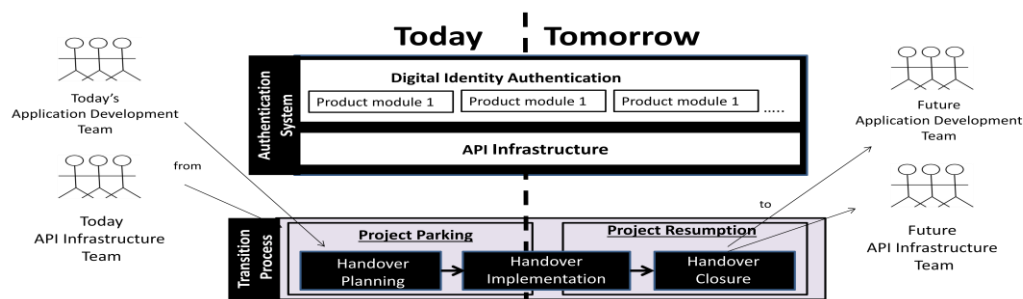 Today Tomorrow
Authentication
System
Digital Identity Authentication
Product module 1 Product module 1 Product module 1 .....
API Infrastructure
Today's
Application Development
Team
from
Today
API Infrastructure
Team
Future
Application Development
Team
to
Future
API Infrastructure
Team
Transition
Process
Project Parking Project Resumption
Handover
Planning
Handover
Implementation
Handover
Closure